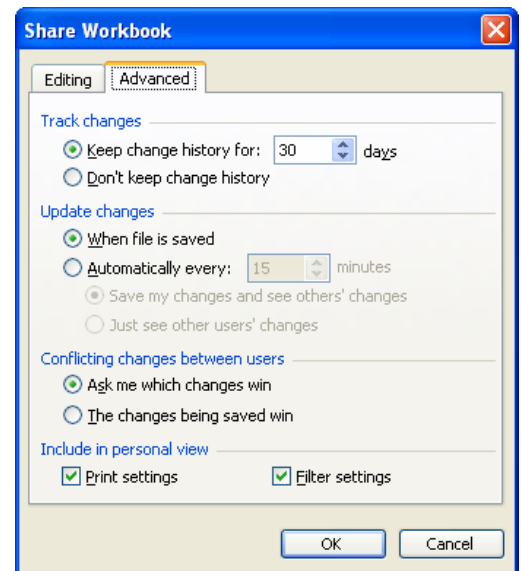 Share Workbook
Editing Advanced
Track changes
Keep change history for: 30 days
Don't keep change history
Update changes
When file is saved
Automatically every: 15 minutes
Save my changes and see others' changes
Just see other users' changes
Conflicting changes between users
Ask me which changes win
The changes being saved win
Include in personal view
Print settings Filter settings
OK Cancel